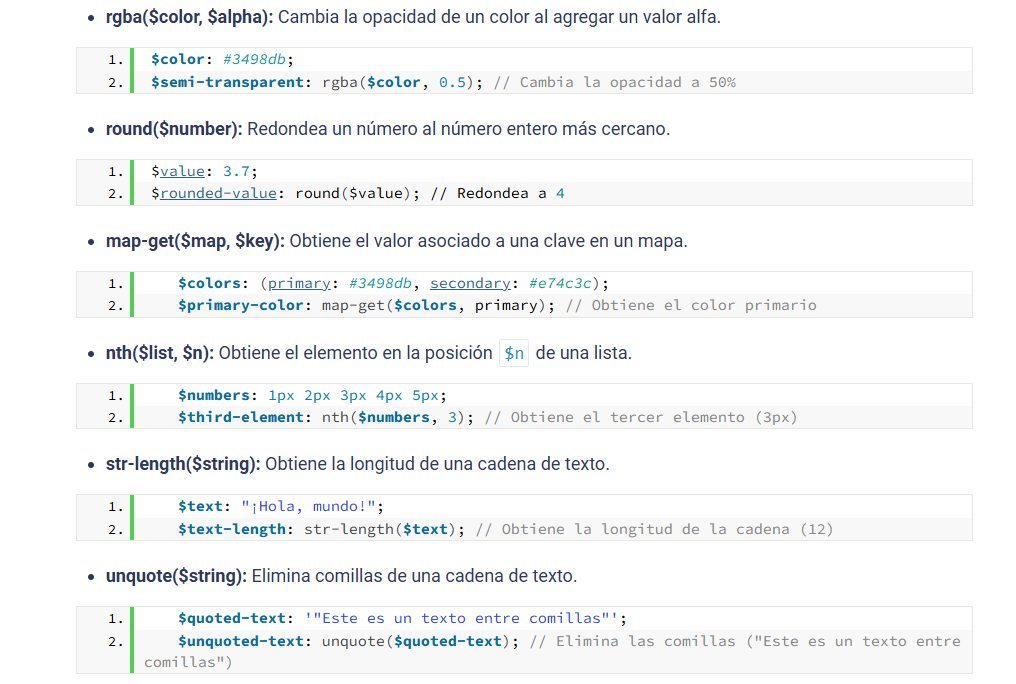 • rgba($color, $alpha): Cambia la opacidad de un color al agregar un valor alfa.
1. $color: #3498db;
2. $semi-transparent: rgba($color, 0.5); // Cambia la opacidad a 50%
• round($number): Redondea un número al número entero más cercano.
1. $value: 3.7;
2. $rounded-value: round($value); // Redondea a 4
• map-get($map, $key): Obtiene el valor asociado a una clave en un mapa.
1. $colors: (primary: #3498db, secondary: #e74c3c);
2. $primary-color: map-get($colors, primary); // Obtiene el color primario
• nth($list, $n): Obtiene el elemento en la posición $n de una lista.
1. $numbers: 1px 2px 3px 4px 5px;
2. $third-element: nth($numbers, 3); // Obtiene el tercer elemento (3px)
• str-length($string): Obtiene la longitud de una cadena de texto.
1. $text: "¡Hola, mundo!";
2. $text-length: str-length($text); // Obtiene la longitud de la cadena (12)
• unquote($string): Elimina comillas de una cadena de texto.
1. $quoted-text: '"Este es un texto entre comillas"';
2. $unquoted-text: unquote($quoted-text); // Elimina las comillas ("Este es un texto entre
comillas")